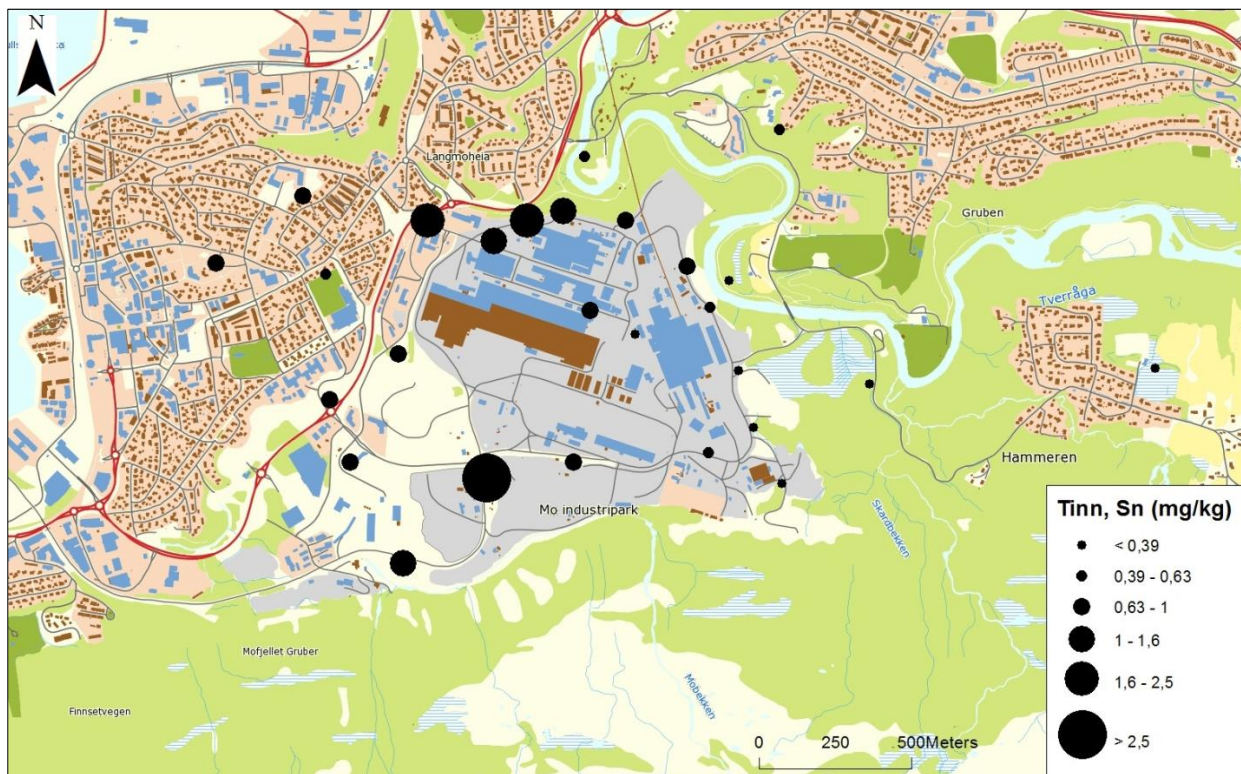 N
Langmoheia
Gruben
Tverråga
Hammeren
Mo industripark
Skardbekken
Mofjellet Gruber
Mobekken
Finnsetvegen
0 250 500Meters
Tinn, Sn (mg/kg)
< 0,39
0,39 - 0,63
0,63 - 1
1 - 1,6
1,6 - 2,5
> 2,5